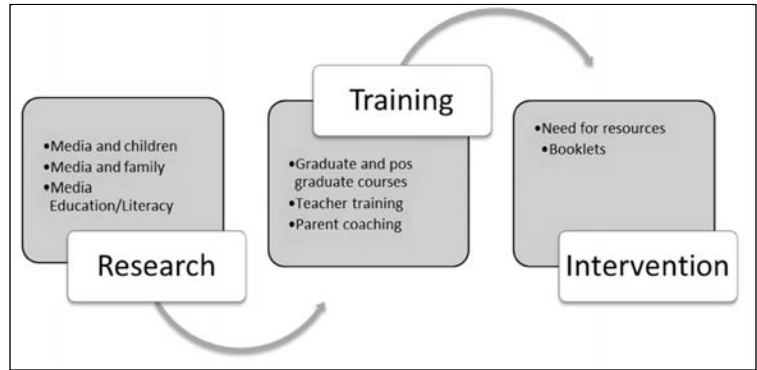 •Media and children
•Media and family
•Media
Education/Literacy
Research
Training
•Graduate and pos
graduate courses
•Teacher training
•Parent coaching
•Need for resources
•Booklets
Intervention